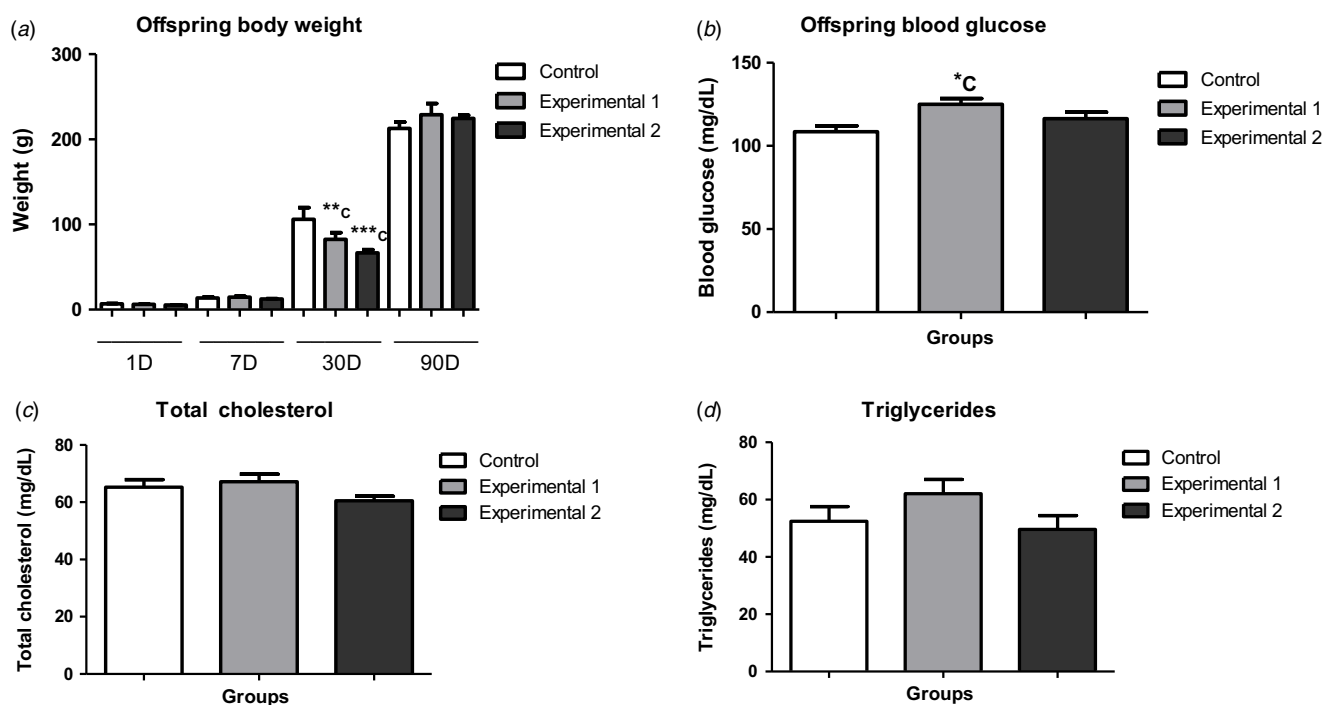 (a)
Offspring body weight
Weight (g)
300
200
100
0
**C
***C
1D
7D
30D
90D
Control
Experimental 1
Experimental 2
(b)
Offspring blood glucose
Blood glucose (mg/dL)
150
100
50
0
*C
Groups
Control
Experimental 1
Experimental 2
(c)
Total cholesterol
Total cholesterol (mg/dL)
80
60
40
20
0
Groups
Control
Experimental 1
Experimental 2
(d)
Triglycerides
Triglycerides (mg/dL)
80
60
40
20
0
Groups
Control
Experimental 1
Experimental 2